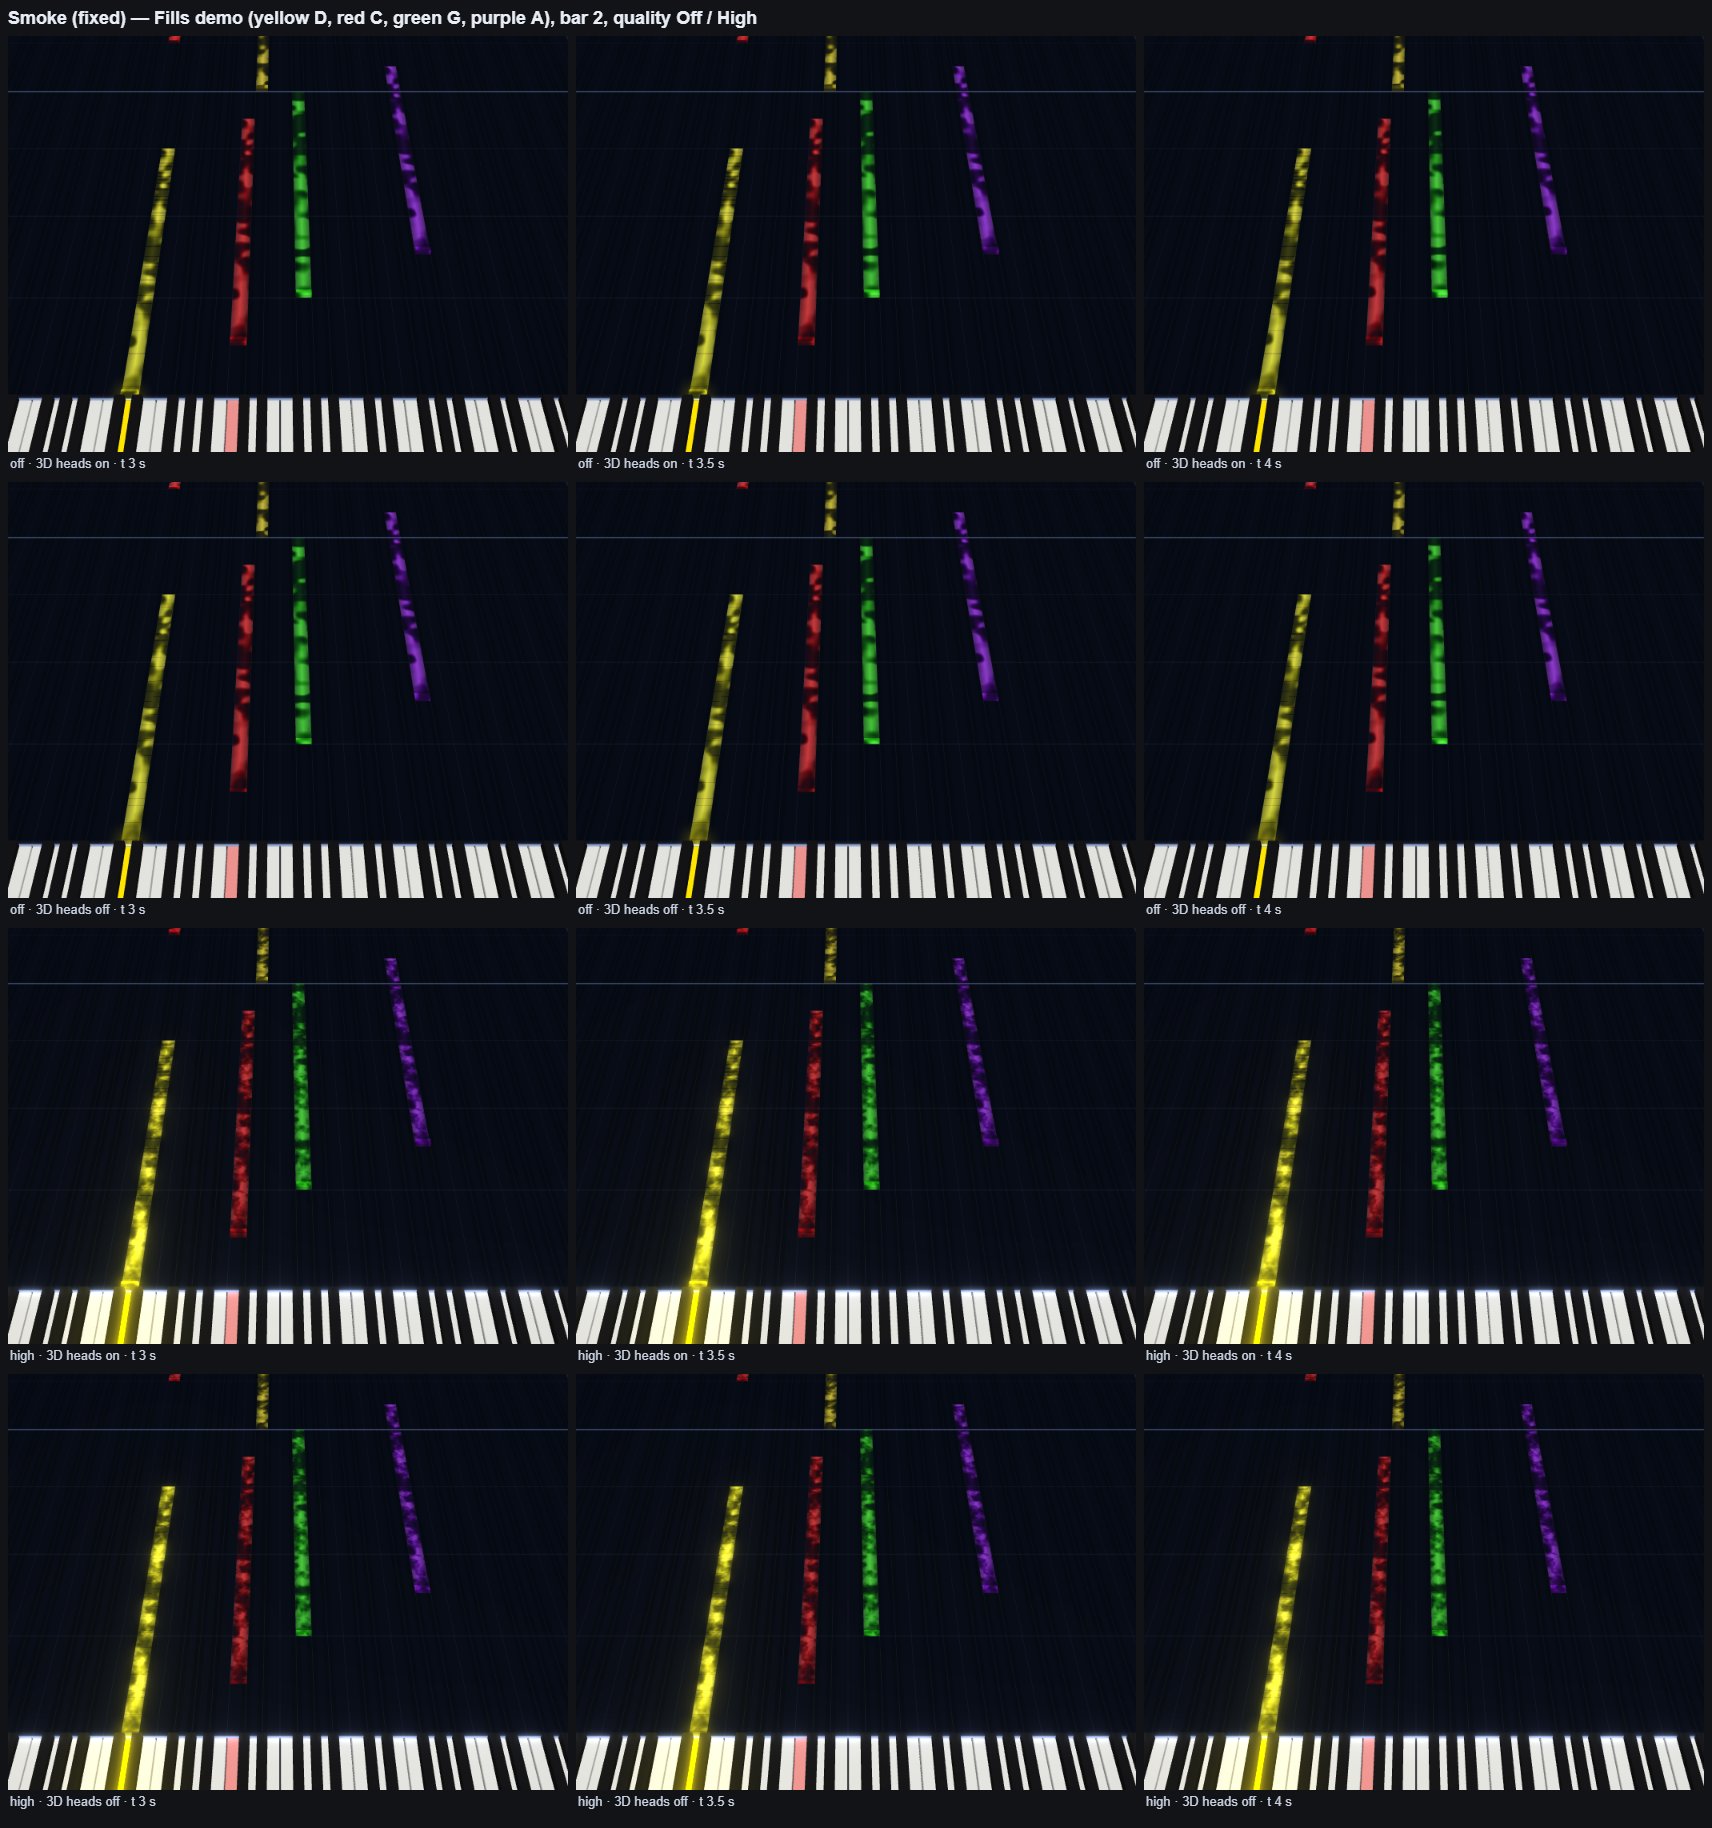 Smoke (fixed) — Fills demo (yellow D, red C, green G, purple A), bar 2, quality Off / High
off · 3D heads on · t 3 s
off · 3D heads on · t 3.5 s
off · 3D heads on · t 4 s
off · 3D heads off · t 3 s
off · 3D heads off · t 3.5 s
off · 3D heads off · t 4 s
high · 3D heads on · t 3 s
high · 3D heads on · t 3.5 s
high · 3D heads on · t 4 s
high · 3D heads off · t 3 s
high · 3D heads off · t 3.5 s
high · 3D heads off · t 4 s